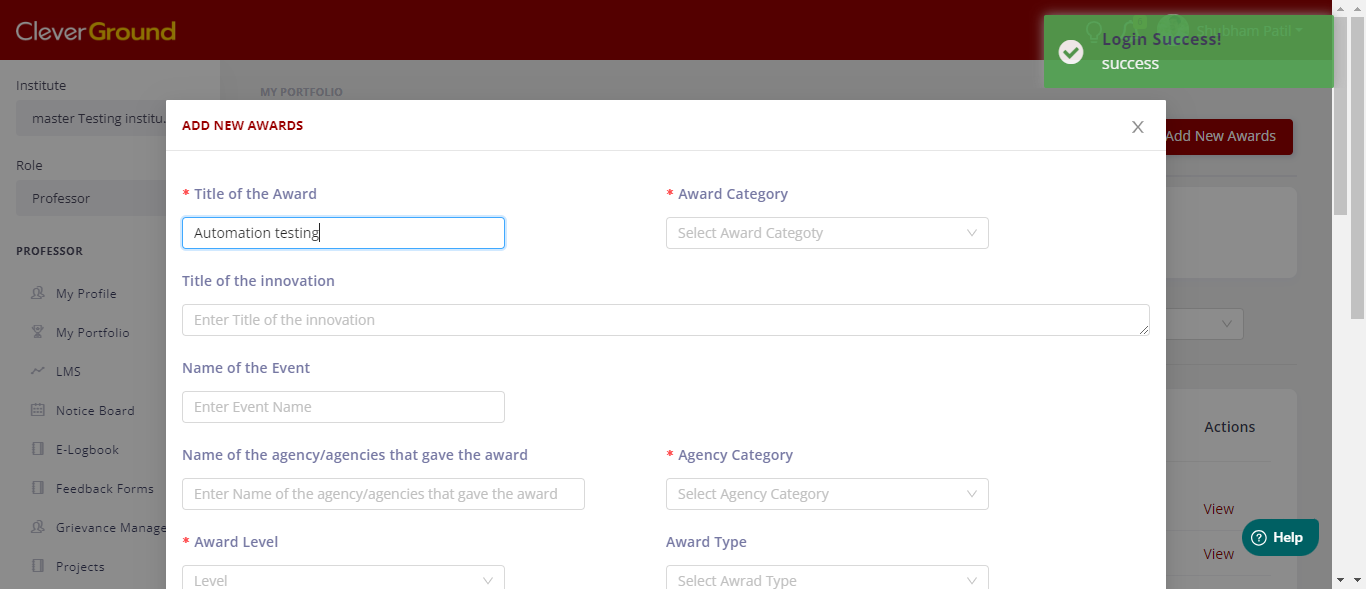 CleverGround
Shubham Patil
Login Success!
success
Institute
master Testing institu..
Role
Professor
PROFESSOR
My Profile
My Portfolio
LMS
Notice Board
E-Logbook
Feedback Forms
Grievance Manage
Projects
MY PORTFOLIO
Add New Awards
ADD NEW AWARDS
* Title of the Award
Automation testing
* Award Category
Select Award Categoty
Title of the innovation
Enter Title of the innovation
Name of the Event
Enter Event Name
Name of the agency/agencies that gave the award
Enter Name of the agency/agencies that gave the award
* Agency Category
Select Agency Category
* Award Level
Level
Award Type
Select Awrad Type
Actions
View
View
Help